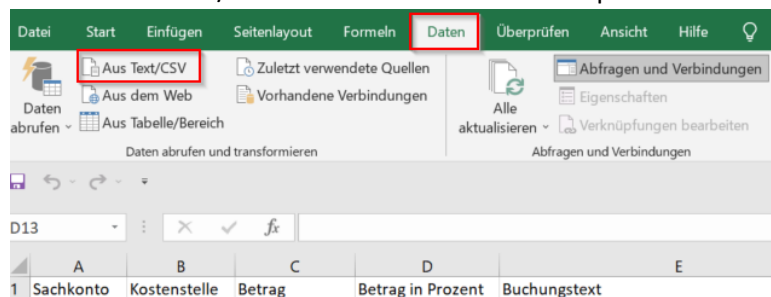 Datei Start Einfügen Seitenlayout Formeln Daten Überprüfen Ansicht Hilfe
Daten abrufen
Aus Text/CSV
Aus dem Web
Aus Tabelle/Bereich
Zuletzt verwendete Quellen
Vorhandene Verbindungen
Daten abrufen und transformieren
Alle
aktualisieren
Abfragen und Verbindungen
Eigenschaften
Verknüpfungen bearbeiten
Abfragen und Verbindungen
D13 fx
A B C D E
1 Sachkonto Kostenstelle Betrag Betrag in Prozent Buchungstext